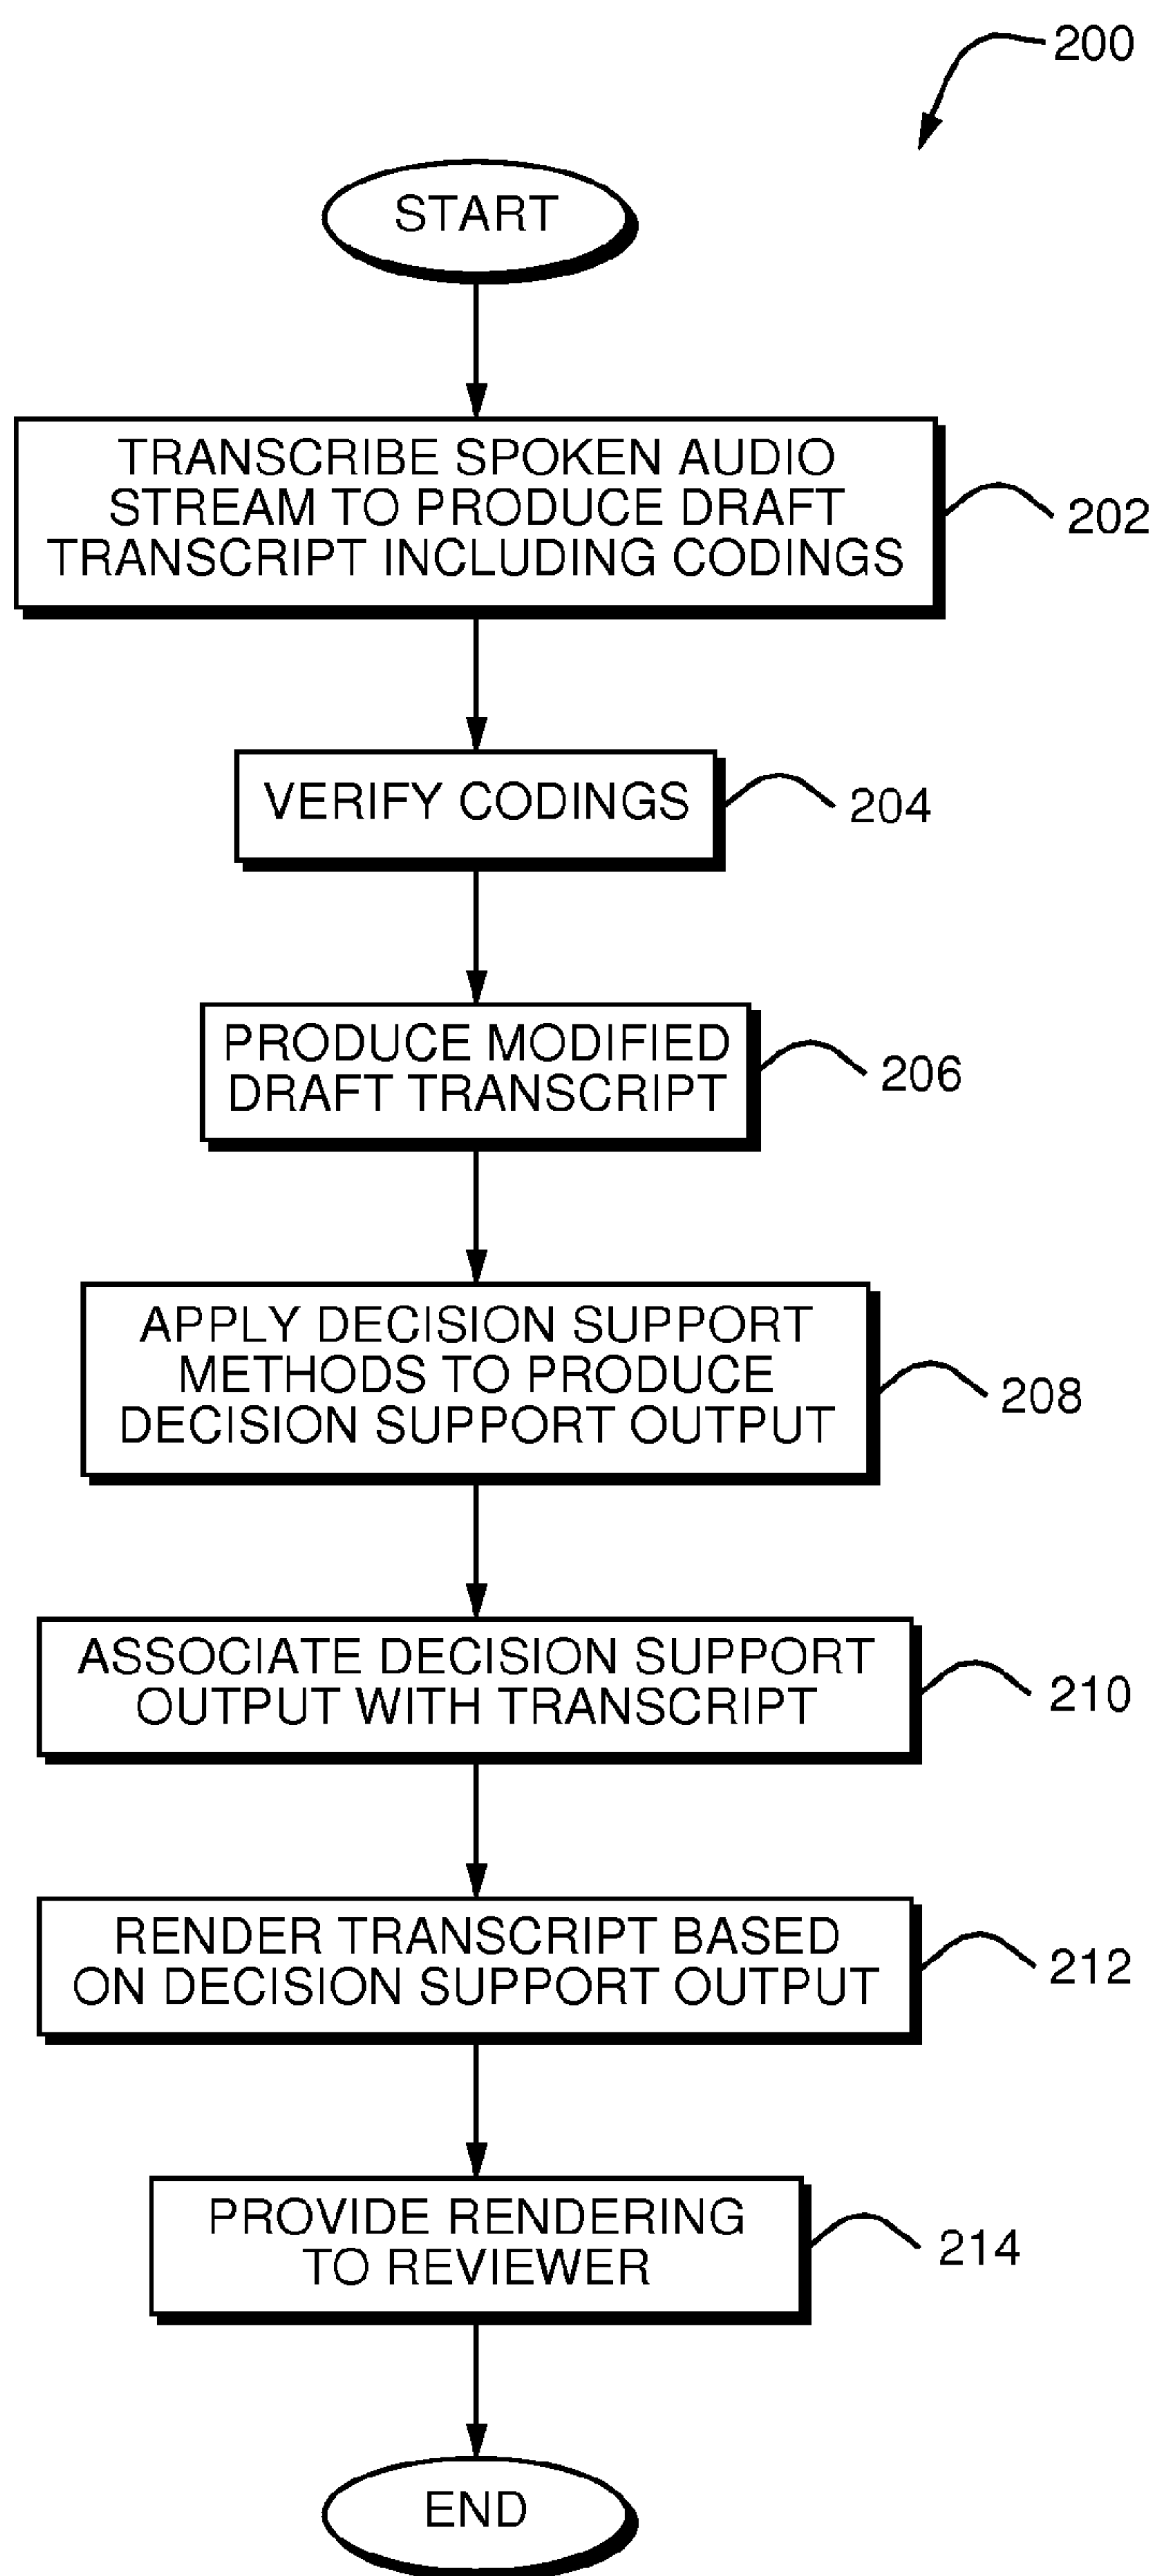 200
START
TRANSCRIBE SPOKEN AUDIO
STREAM TO PRODUCE DRAFT
TRANSCRIPT INCLUDING CODINGS
202
VERIFY CODINGS
204
PRODUCE MODIFIED
DRAFT TRANSCRIPT
206
APPLY DECISION SUPPORT
METHODS TO PRODUCE
DECISION SUPPORT OUTPUT
208
ASSOCIATE DECISION SUPPORT
OUTPUT WITH TRANSCRIPT
210
RENDER TRANSCRIPT BASED
ON DECISION SUPPORT OUTPUT
212
PROVIDE RENDERING
TO REVIEWER
214
END